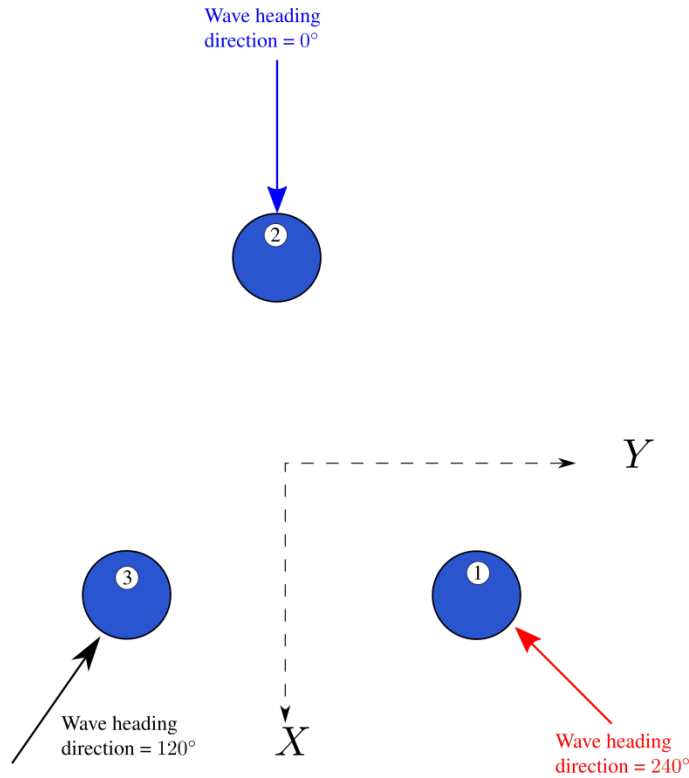 Wave heading
direction = 0°
2
Y
3
1
Wave heading
direction = 120°
X
Wave heading
direction = 240°